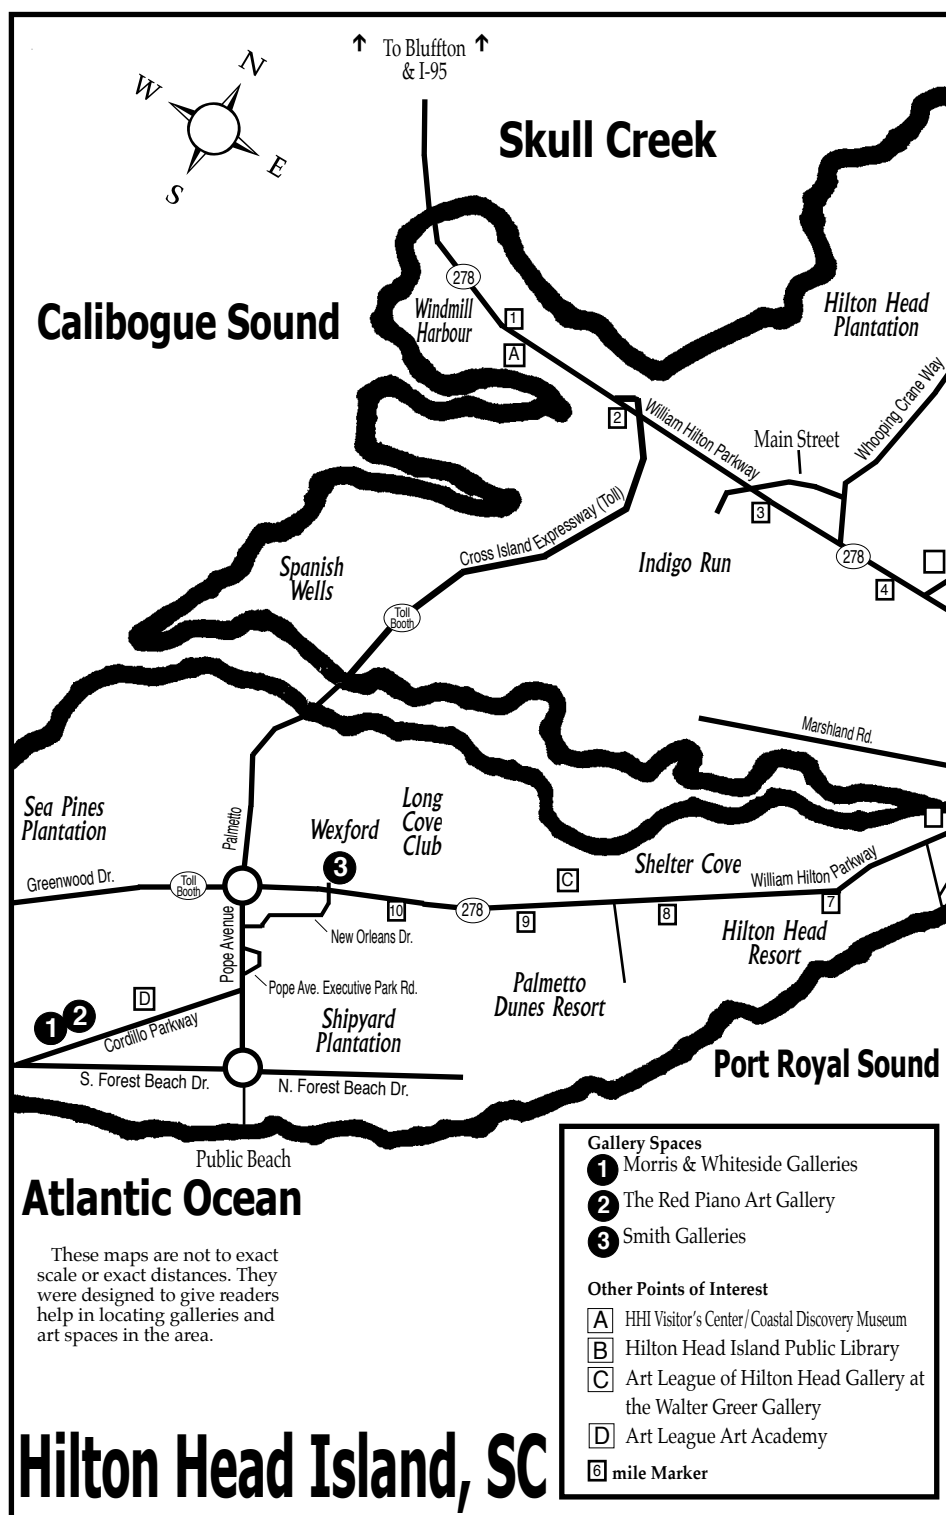 To Bluffton
& I-95
N
W
E
S
Skull Creek
278
Windmill
Harbour
1
A
Calibogue Sound
Hilton Head
Plantation
Whooping Crane Way
2
William Hilton Parkway
Main Street
3
Cross Island Expressway (Toll)
Indigo Run
278
4
Spanish
Wells
Toll
Booth
Marshland Rd.
Sea Pines
Plantation
Palmetto
Wexford
Long
Cove
Club
Shelter Cove
William Hilton Parkway
Greenwood Dr.
Toll
Booth
3
C
10
278
9
8
7
Pope Avenue
New Orleans Dr.
Hilton Head
Resort
Pope Ave. Executive Park Rd.
Palmetto
Dunes Resort
D
1
2
Cordillo Parkway
Shipyard
Plantation
S. Forest Beach Dr.
N. Forest Beach Dr.
Port Royal Sound
Public Beach
Atlantic Ocean
These maps are not to exact
scale or exact distances. They
were designed to give readers
help in locating galleries and
art spaces in the area.
Gallery Spaces
1 Morris & Whiteside Galleries
2 The Red Piano Art Gallery
3 Smith Galleries
Other Points of Interest
A HHI Visitor's Center/Coastal Discovery Museum
B Hilton Head Island Public Library
C Art League of Hilton Head Gallery at
the Walter Greer Gallery
D Art League Art Academy
6 mile Marker
Hilton Head Island, SC